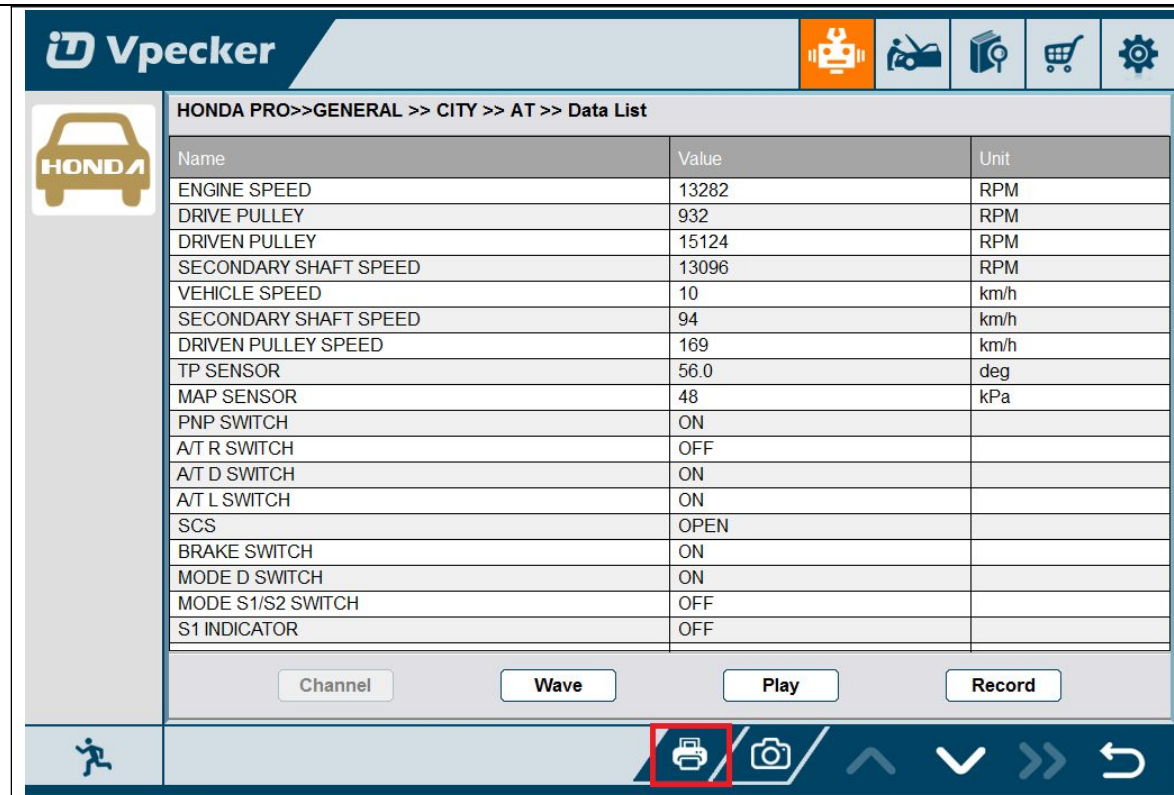 Vpecker
HONDA
HONDA PRO>>GENERAL >> CITY >> AT >> Data List
Name Value Unit
ENGINE SPEED 13282 RPM
DRIVE PULLEY 932 RPM
DRIVEN PULLEY 15124 RPM
SECONDARY SHAFT SPEED 13096 RPM
VEHICLE SPEED 10 km/h
SECONDARY SHAFT SPEED 94 km/h
DRIVEN PULLEY SPEED 169 km/h
TP SENSOR 56.0 deg
MAP SENSOR 48 kPa
PNP SWITCH ON
A/T R SWITCH OFF
A/T D SWITCH ON
A/T L SWITCH ON
SCS OPEN
BRAKE SWITCH ON
MODE D SWITCH ON
MODE S1/S2 SWITCH OFF
S1 INDICATOR OFF
Channel Wave Play Record